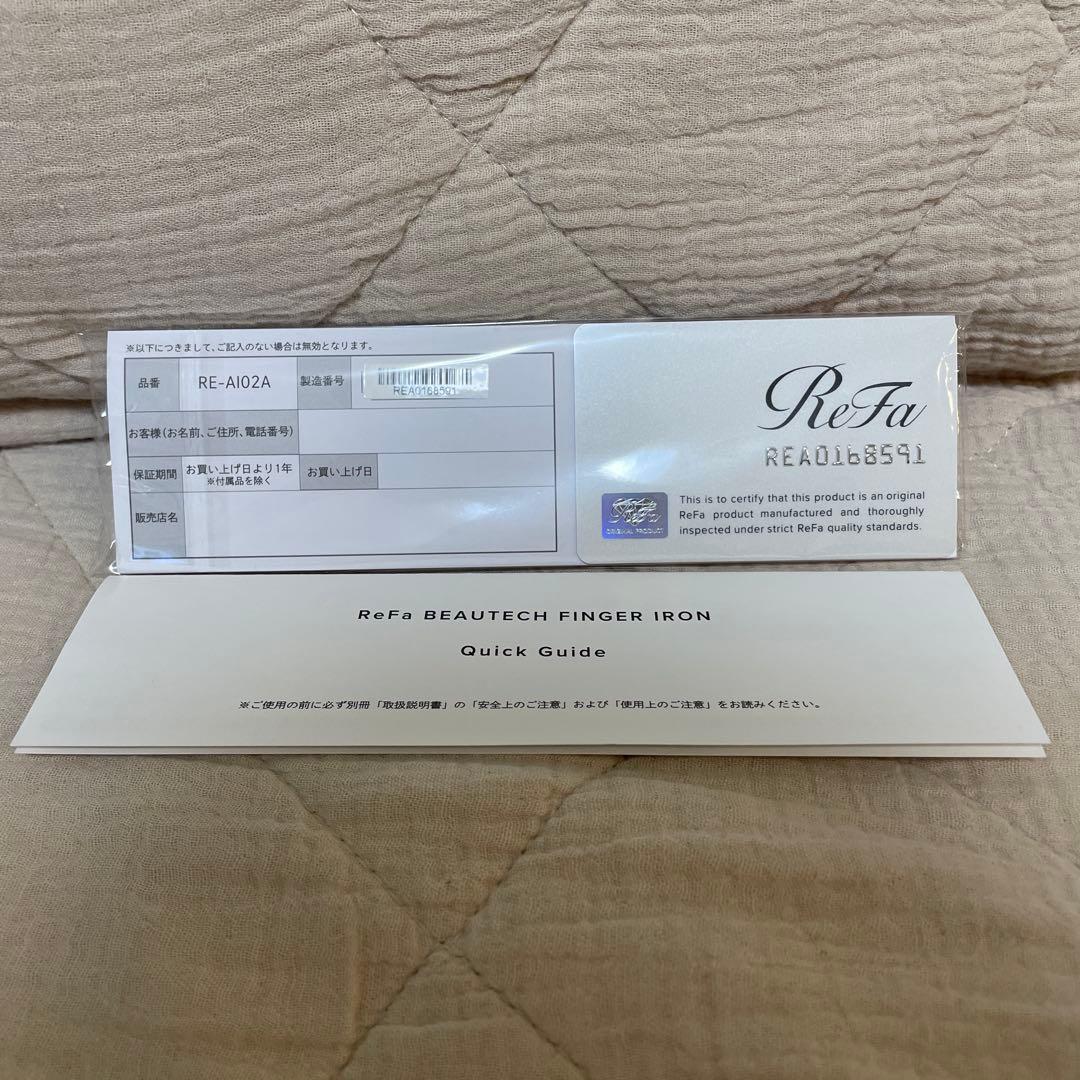 ※以下につきまして、ご記入のない場合は無効となります。
品番 RE-AI02A 製造番号 REA0168591
お客様(お名前、ご住所、電話番号)
保証期間 お買い上げ日より1年 お買い上げ日
※付属品を除く
販売店名
ReFa
REA0168591
ReFa
ORIGINAL PRODUCT
This is to certify that this product is an original
ReFa product manufactured and thoroughly
inspected under strict ReFa quality standards.
ReFa BEAUTECH FINGER IRON
Quick Guide
※ご使用の前に必ず別冊「取扱説明書」の「安全上のご注意」および「使用上のご注意」をお読みください。